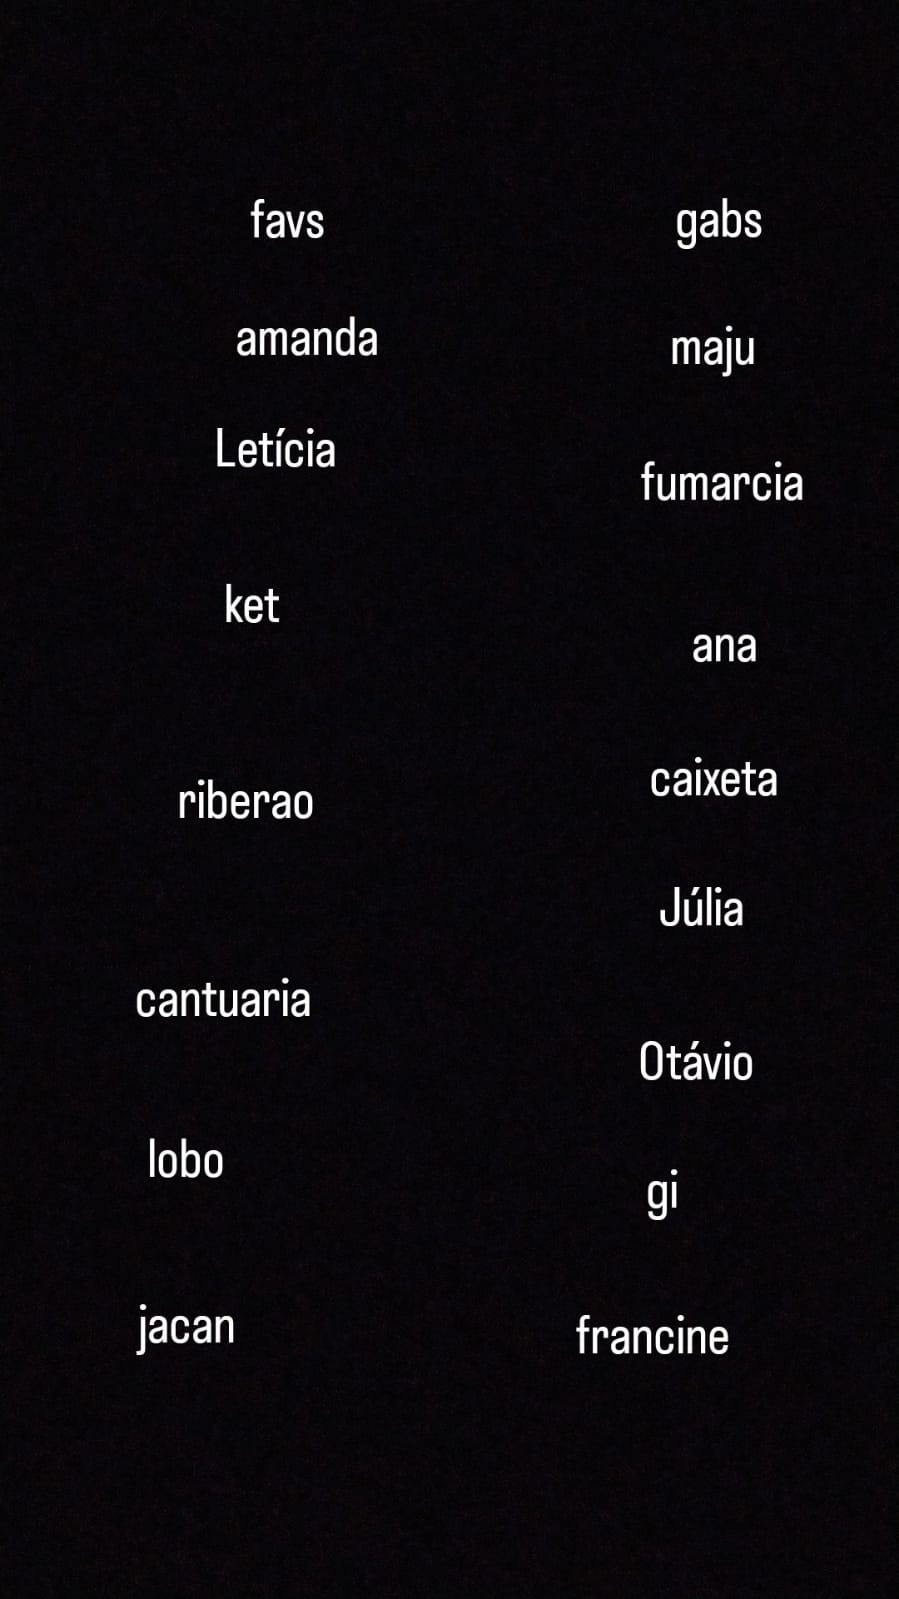 favs
amanda
Letícia
ket
riberao
cantuaria
lobo
jacan
gabs
maju
fumarcia
ana
caixeta
Júlia
Otávio
gi
francine